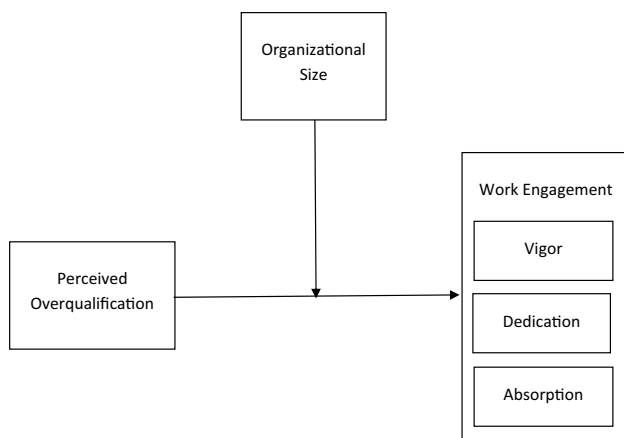 Organizational
Size
Work Engagement
Vigor
Perceived
Overqualification
Dedication
Absorption